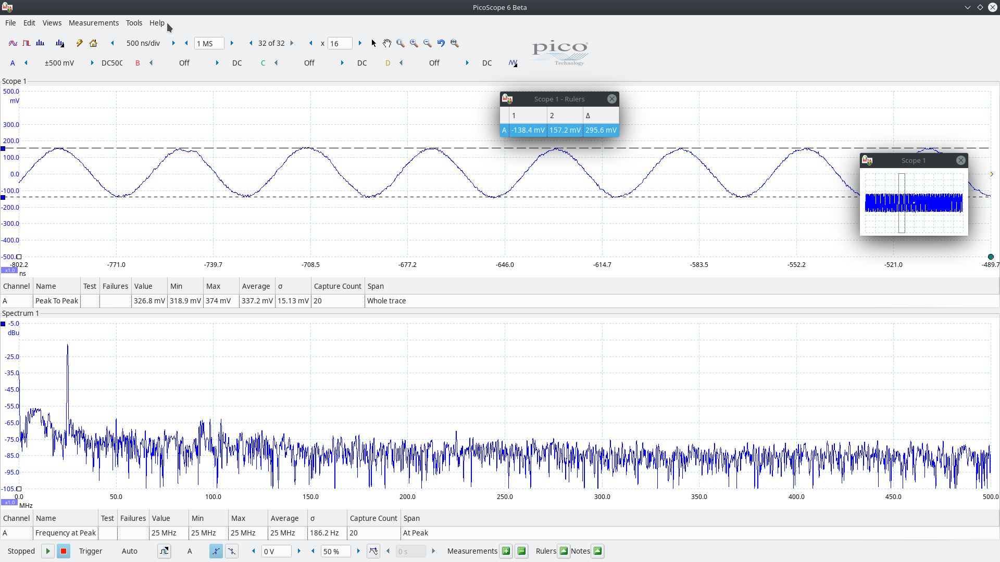 PicoScope 6 Beta
File Edit Views Measurements Tools Help
500 ns/div 1 MS 32 of 32 x 16
pico
Technology
A ±500 mV DC50Ω B Off DC C Off DC D Off DC
Scope 1
500.0
mV
300.0
200.0
100.0
0.0
-100.0
-200.0
-300.0
-400.0
-500.0
Scope 1 - Rulers
1 2 Δ
A -138.4 mV 157.2 mV 295.6 mV
Scope 1
-802.2 -771.0 -739.7 -708.5 -677.2 -646.0 -614.7 -583.5 -552.2 -521.0 -489.7
x1.0 ns
Channel Name Test Failures Value Min Max Average σ Capture Count Span
A Peak To Peak 326.8 mV 318.9 mV 374 mV 337.2 mV 15.13 mV 20 Whole trace
Spectrum 1
-5.0
dBu
-25.0
-35.0
-45.0
-55.0
-65.0
-75.0
-85.0
-95.0
-105.0
0.0 50.0 100.0 150.0 200.0 250.0 300.0 350.0 400.0 450.0 500.0
x1.0 MHz
Channel Name Test Failures Value Min Max Average σ Capture Count Span
A Frequency at Peak 25 MHz 25 MHz 25 MHz 25 MHz 186.2 Hz 20 At Peak
Stopped Trigger Auto A 0 V 50 % 0 s Measurements Rulers Notes